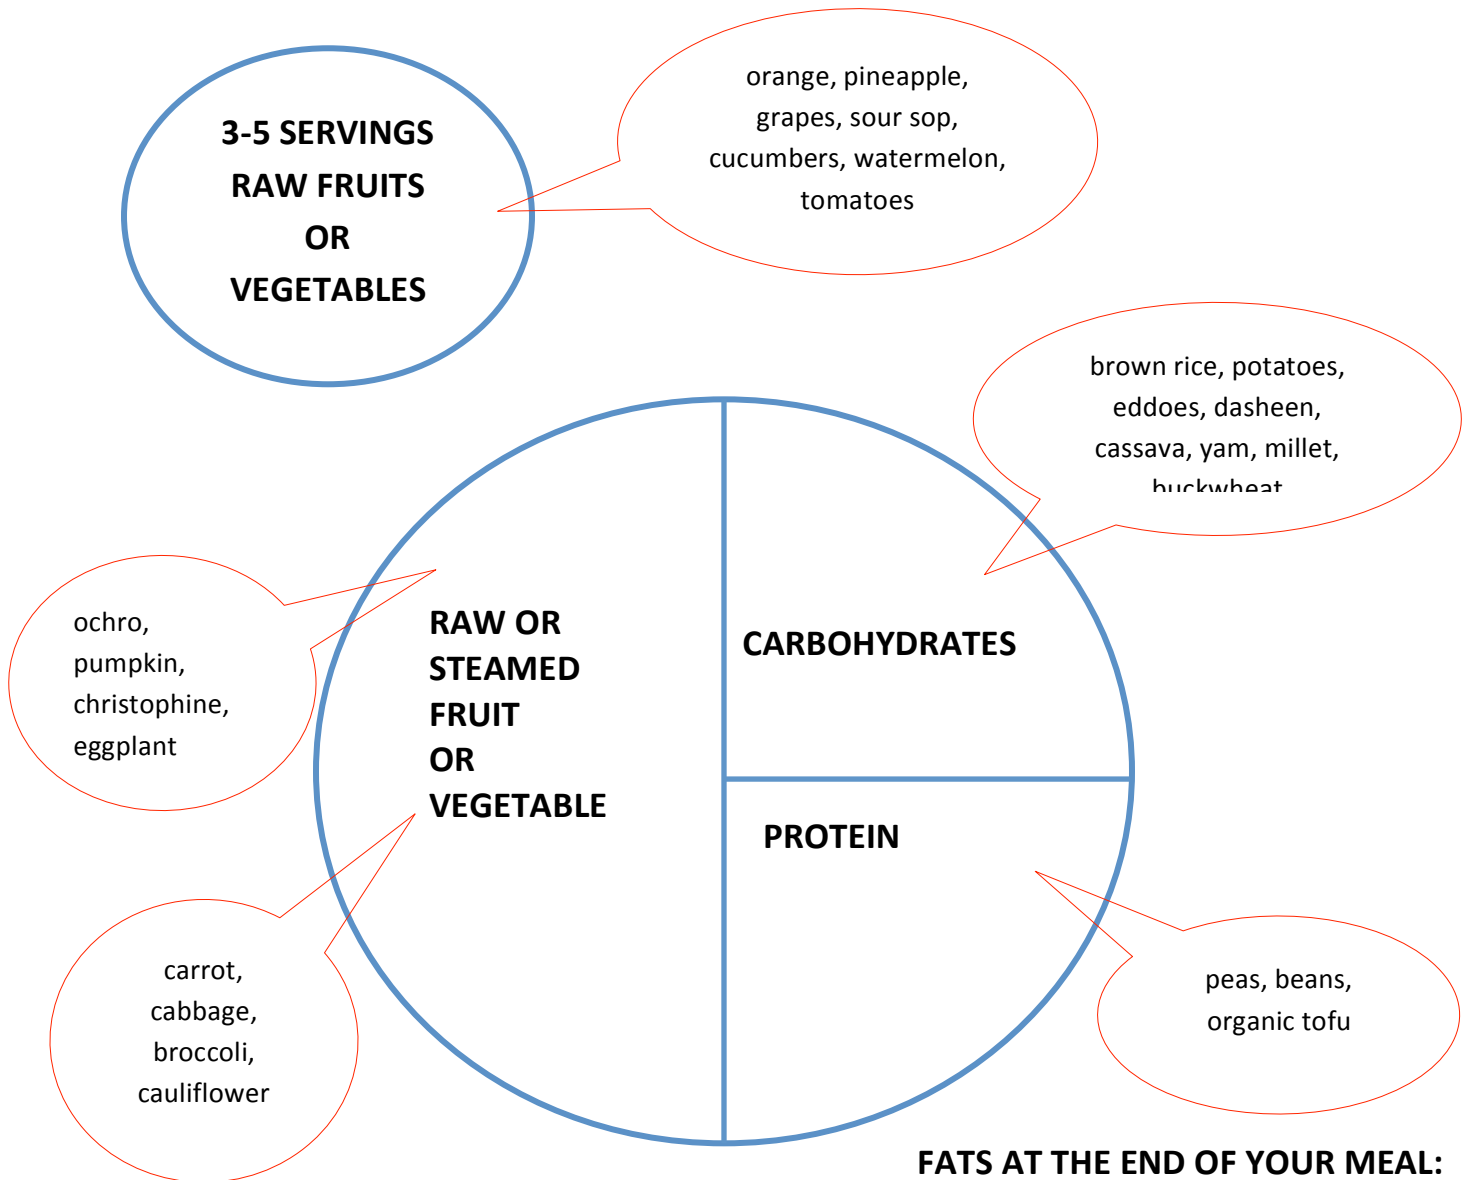 3-5 SERVINGS
RAW FRUITS
OR
VEGETABLES
orange, pineapple,
grapes, sour sop,
cucumbers, watermelon,
tomatoes
brown rice, potatoes,
eddoes, dasheen,
cassava, yam, millet,
buckwheat
ochro,
pumpkin,
christophine,
eggplant
RAW OR
STEAMED
FRUIT
OR
VEGETABLE
CARBOHYDRATES
PROTEIN
carrot,
cabbage,
broccoli,
cauliflower
peas, beans,
organic tofu
FATS AT THE END OF YOUR MEAL: